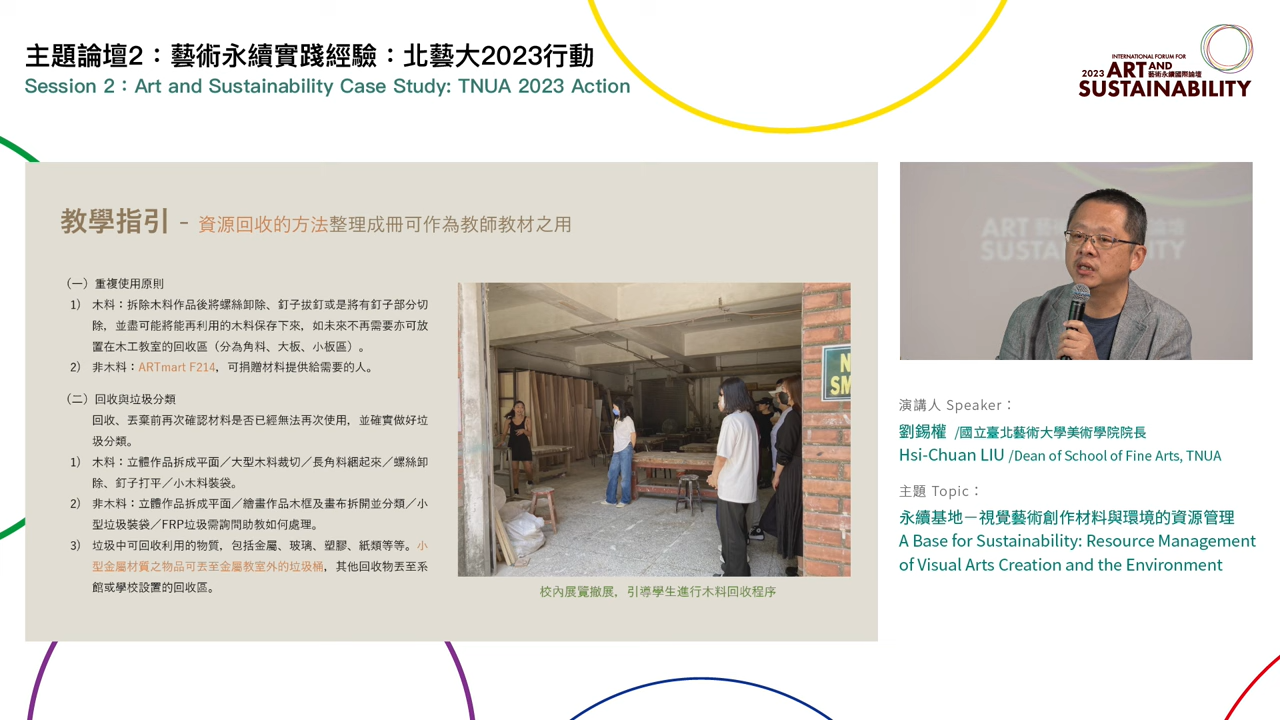 主題論壇2：藝術永續實踐經驗：北藝大2023行動
Session 2：Art and Sustainability Case Study: TNUA 2023 Action
INTERNATIONAL FORUM FOR
2023 ART AND
藝術永續國際論壇
SUSTAINABILITY
教學指引 - 資源回收的方法整理成冊可作為教師教材之用
（一）重複使用原則
1) 木料：拆除木料作品後將螺絲卸除、釘子拔釘或是將有釘子部分切
除，並盡可能將能再利用的木料保存下來，如未來不再需要亦可放
置在木工教室的回收區（分為角料、大板、小板區）。
2) 非木料：ARTmart F214，可捐贈材料提供給需要的人。
（二）回收與垃圾分類
回收、丟棄前再次確認材料是否已經無法再次使用，並確實做好垃
圾分類。
1) 木料：立體作品拆成平面／大型木料裁切／長角料綑起來／螺絲卸
除、釘子打平／小木料裝袋。
2) 非木料：立體作品拆成平面／繪畫作品木框及畫布拆開並分類／小
型垃圾裝袋／FRP垃圾需詢問助教如何處理。
3) 垃圾中可回收利用的物質，包括金屬、玻璃、塑膠、紙類等等。小
型金屬材質之物品可丟至金屬教室外的垃圾桶，其他回收物丟至系
館或學校設置的回收區。
校內展覽撤展，引導學生進行木料回收程序
演講人 Speaker：
劉錫權 /國立臺北藝術大學美術學院院長
Hsi-Chuan LIU /Dean of School of Fine Arts, TNUA
主題 Topic：
永續基地－視覺藝術創作材料與環境的資源管理
A Base for Sustainability: Resource Management
of Visual Arts Creation and the Environment